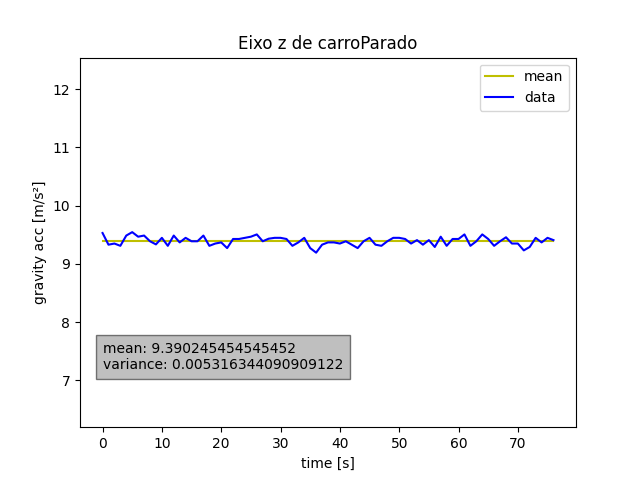 Eixo z de carroParado
mean
data
gravity acc [m/s²]
12
11
10
9
8
7
mean: 9.390245454545452
variance: 0.005316344090909122
0 10 20 30 40 50 60 70
time [s]